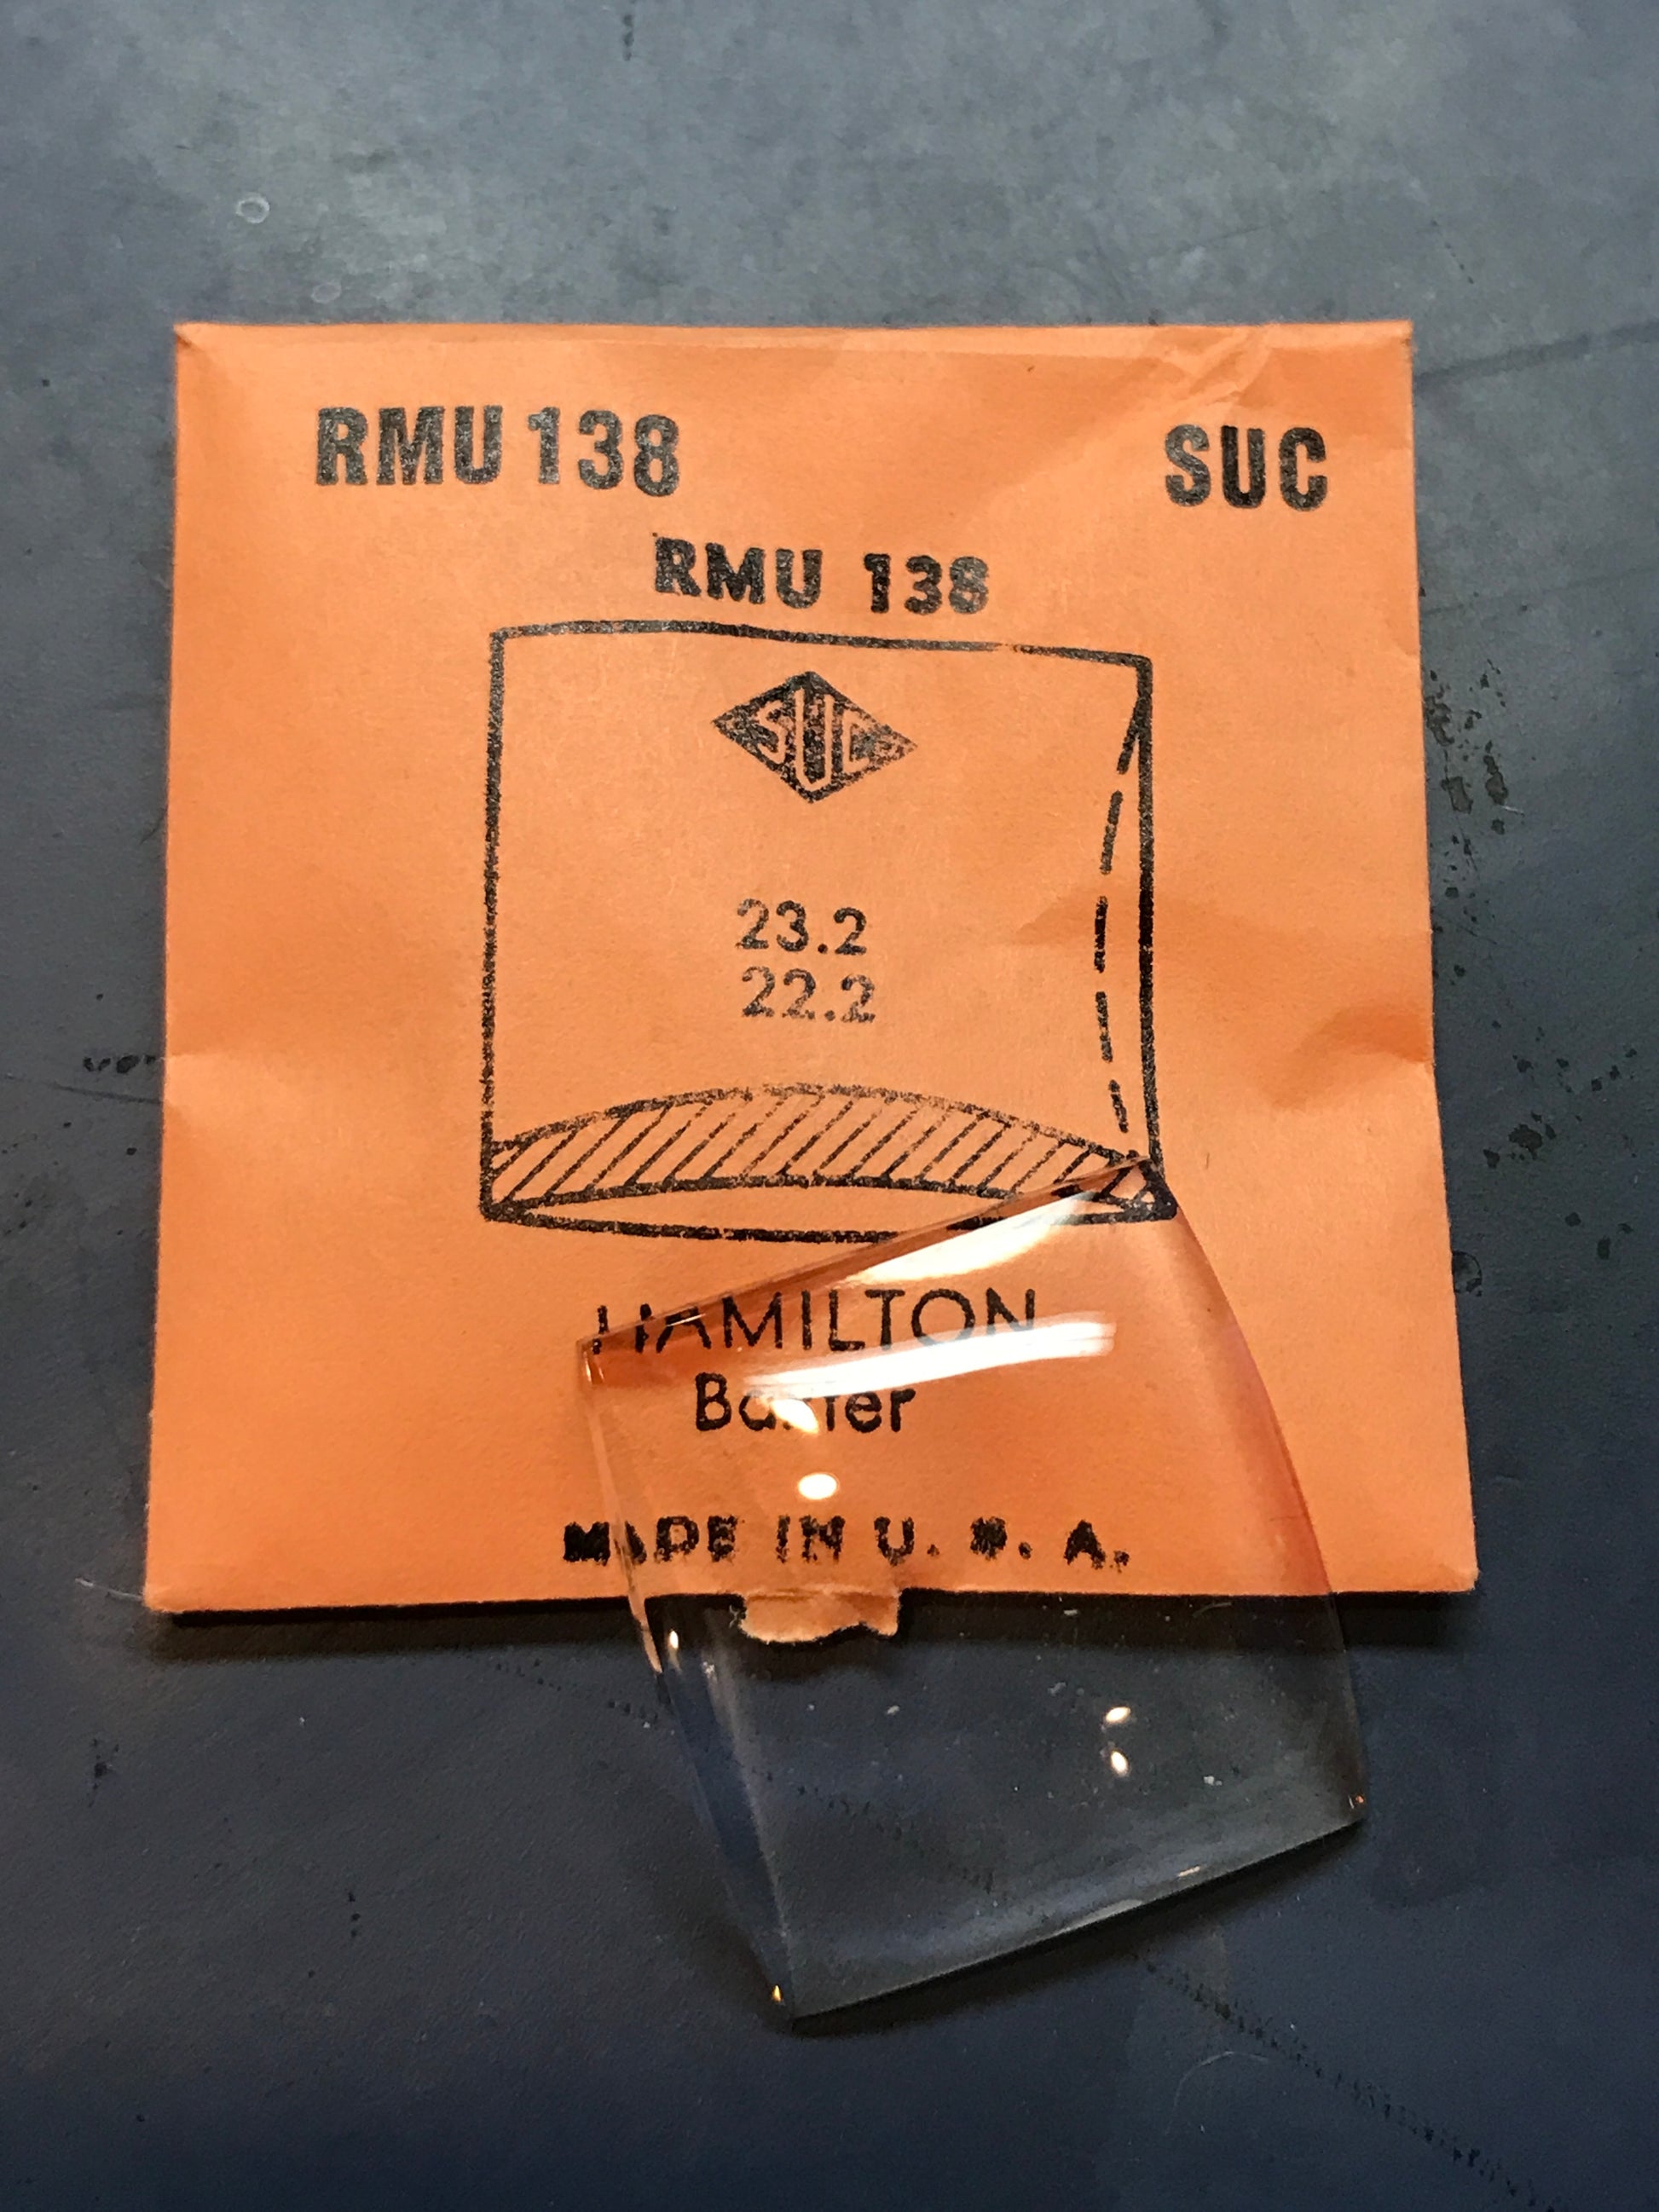 RMU 138 SUC
RMU 138
SUC
23.2
22.2
HAMILTON
Baxter
MADE IN U. S. A.